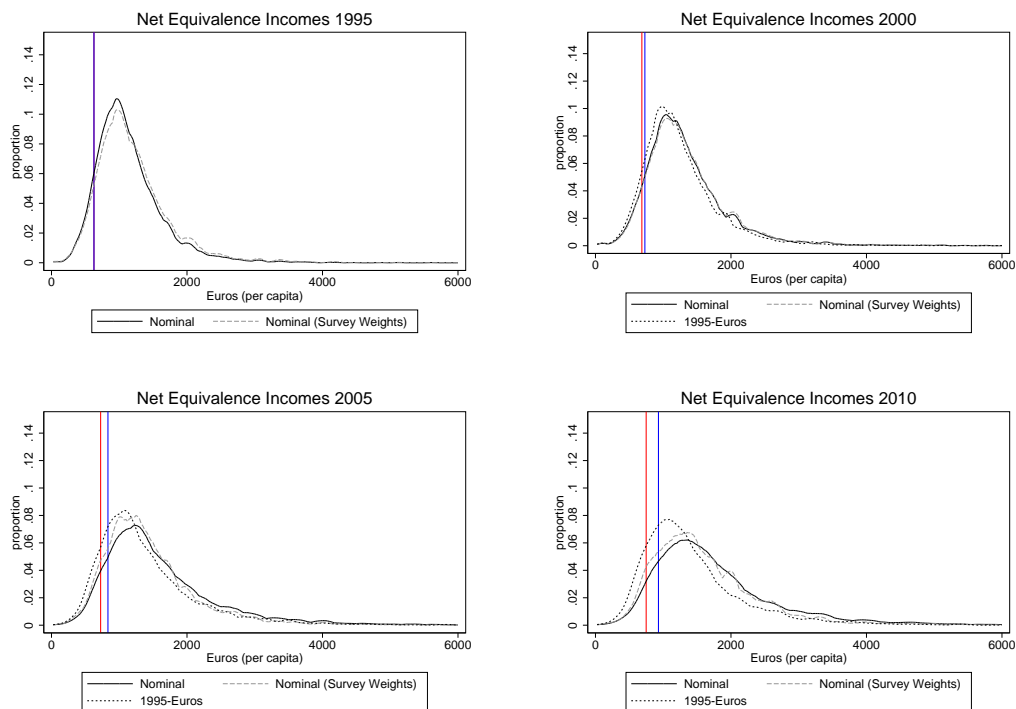 Net Equivalence Incomes 1995
proportion
0 .02 .04 .06 .08 .1 .12 .14
0 2000 4000 6000
Euros (per capita)
Nominal Nominal (Survey Weights)
Net Equivalence Incomes 2000
proportion
0 .02 .04 .06 .08 .1 .12 .14
0 2000 4000 6000
Euros (per capita)
Nominal Nominal (Survey Weights)
1995-Euros
Net Equivalence Incomes 2005
proportion
0 .02 .04 .06 .08 .1 .12 .14
0 2000 4000 6000
Euros (per capita)
Nominal Nominal (Survey Weights)
1995-Euros
Net Equivalence Incomes 2010
proportion
0 .02 .04 .06 .08 .1 .12 .14
0 2000 4000 6000
Euros (per capita)
Nominal Nominal (Survey Weights)
1995-Euros